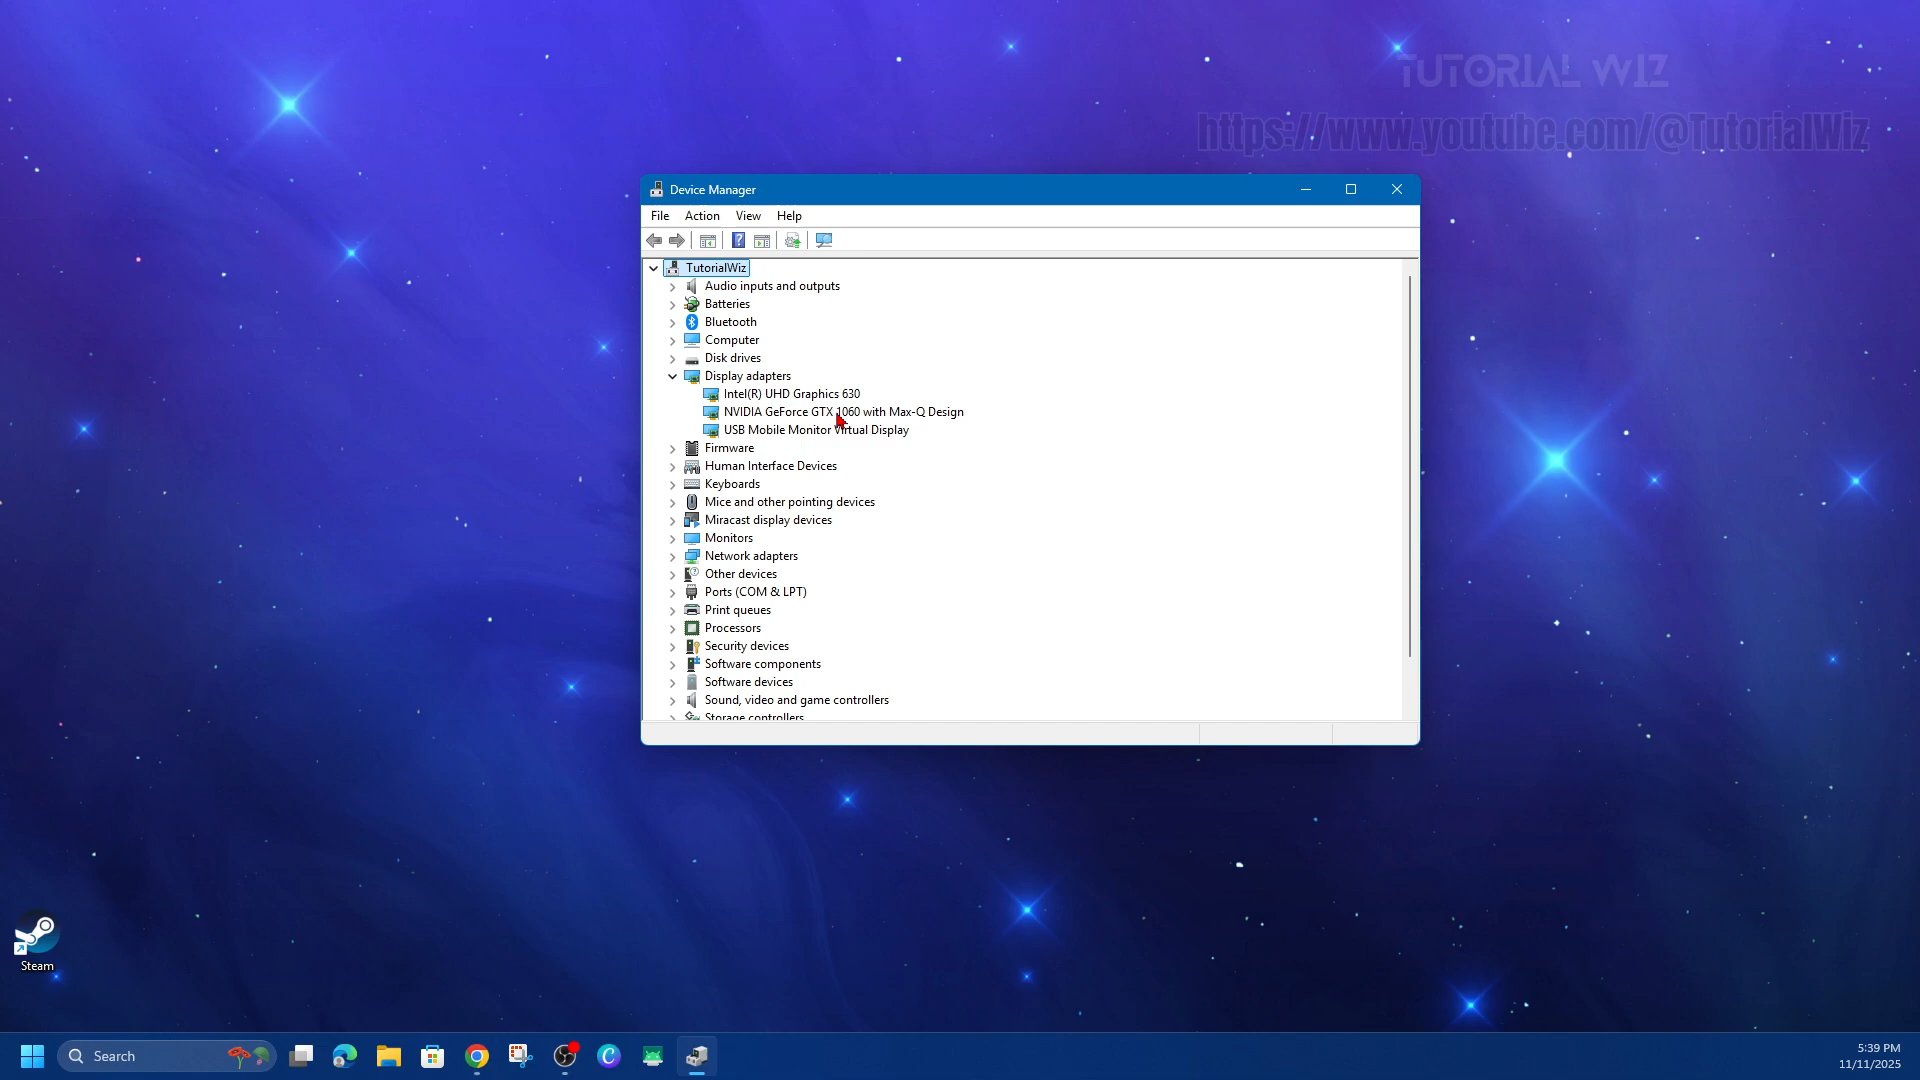 TUTORIAL WIZ
https://www.youtube.com/@TutorialWiz
Device Manager
File Action View Help
TutorialWiz
Audio inputs and outputs
Batteries
Bluetooth
Computer
Disk drives
Display adapters
Intel(R) UHD Graphics 630
NVIDIA GeForce GTX 1060 with Max-Q Design
USB Mobile Monitor Virtual Display
Firmware
Human Interface Devices
Keyboards
Mice and other pointing devices
Miracast display devices
Monitors
Network adapters
Other devices
Ports (COM & LPT)
Print queues
Processors
Security devices
Software components
Software devices
Sound, video and game controllers
Storage controllers
Steam
Search
5:39 PM
11/11/2025